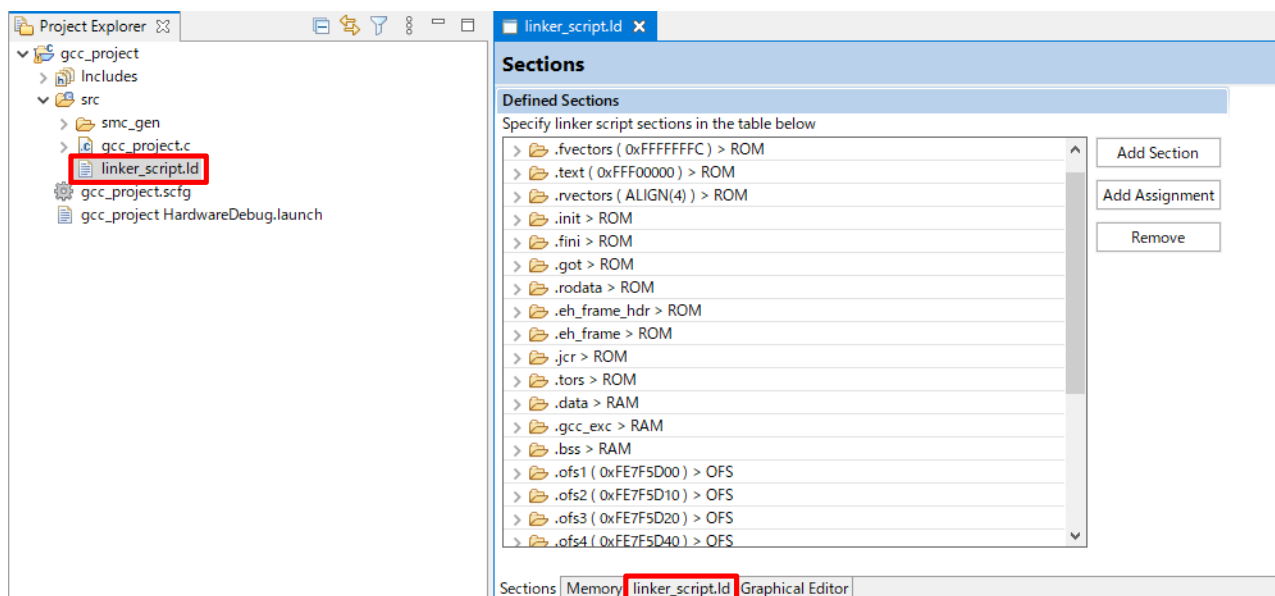 Project Explorer
gcc_project
Includes
src
smc_gen
gcc_project.c
linker_script.ld
gcc_project.scfg
gcc_project HardwareDebug.launch
linker_script.ld
Sections
Defined Sections
Specify linker script sections in the table below
.fvectors ( 0xFFFFFFFC ) > ROM
.text ( 0xFFF00000 ) > ROM
.rvectors ( ALIGN(4) ) > ROM
.init > ROM
.fini > ROM
.got > ROM
.rodata > ROM
.eh_frame_hdr > ROM
.eh_frame > ROM
.jcr > ROM
.tors > ROM
.data > RAM
.gcc_exc > RAM
.bss > RAM
.ofs1 ( 0xFE7F5D00 ) > OFS
.ofs2 ( 0xFE7F5D10 ) > OFS
.ofs3 ( 0xFE7F5D20 ) > OFS
.ofs4 ( 0xFE7F5D40 ) > OFS
Add Section
Add Assignment
Remove
Sections Memory linker_script.ld Graphical Editor